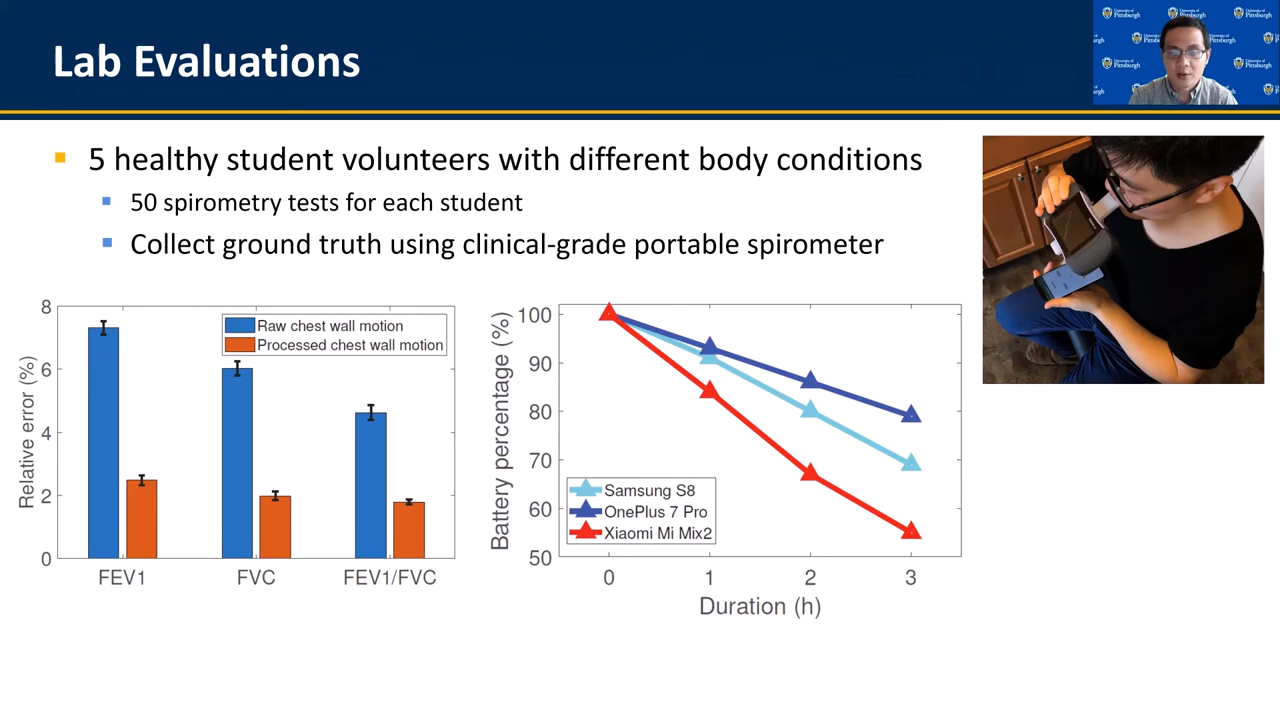 Lab Evaluations
University of
Pittsburgh
5 healthy student volunteers with different body conditions
50 spirometry tests for each student
Collect ground truth using clinical-grade portable spirometer
Relative error (%)
8
6
4
2
0
Raw chest wall motion
Processed chest wall motion
FEV1
FVC
FEV1/FVC
Battery percentage (%)
100
90
80
70
60
50
Samsung S8
OnePlus 7 Pro
Xiaomi Mi Mix2
0
1
2
3
Duration (h)